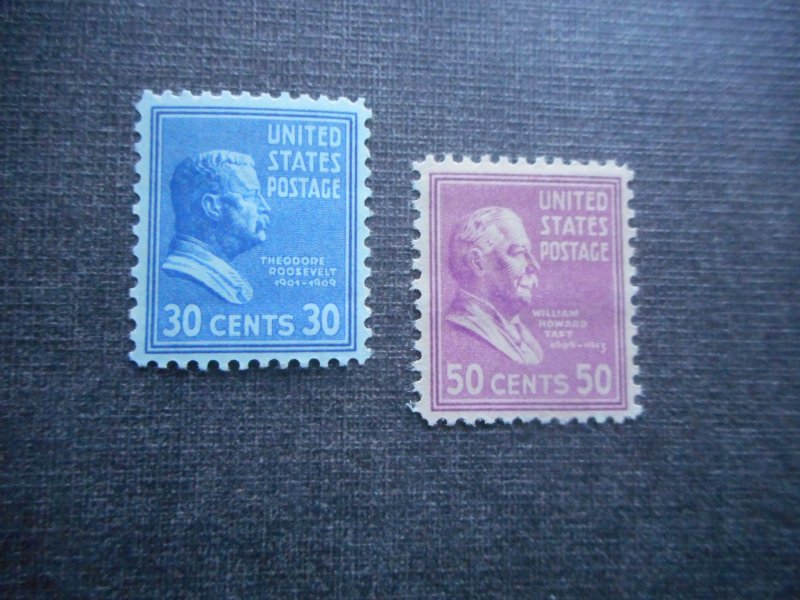 UNITED
STATES
POSTAGE
THEODORE
ROOSEVELT
1901-1909
30 CENTS 30
UNITED
STATES
POSTAGE
WILLIAM
HOWARD
TAFT
1909-1913
50 CENTS 50